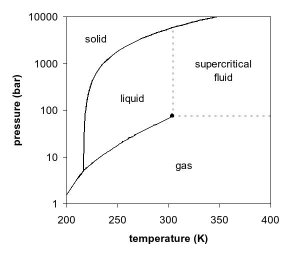 10000
1000
100
10
1
pressure (bar)
solid
liquid
supercritical
fluid
gas
200
250
300
350
400
temperature (K)